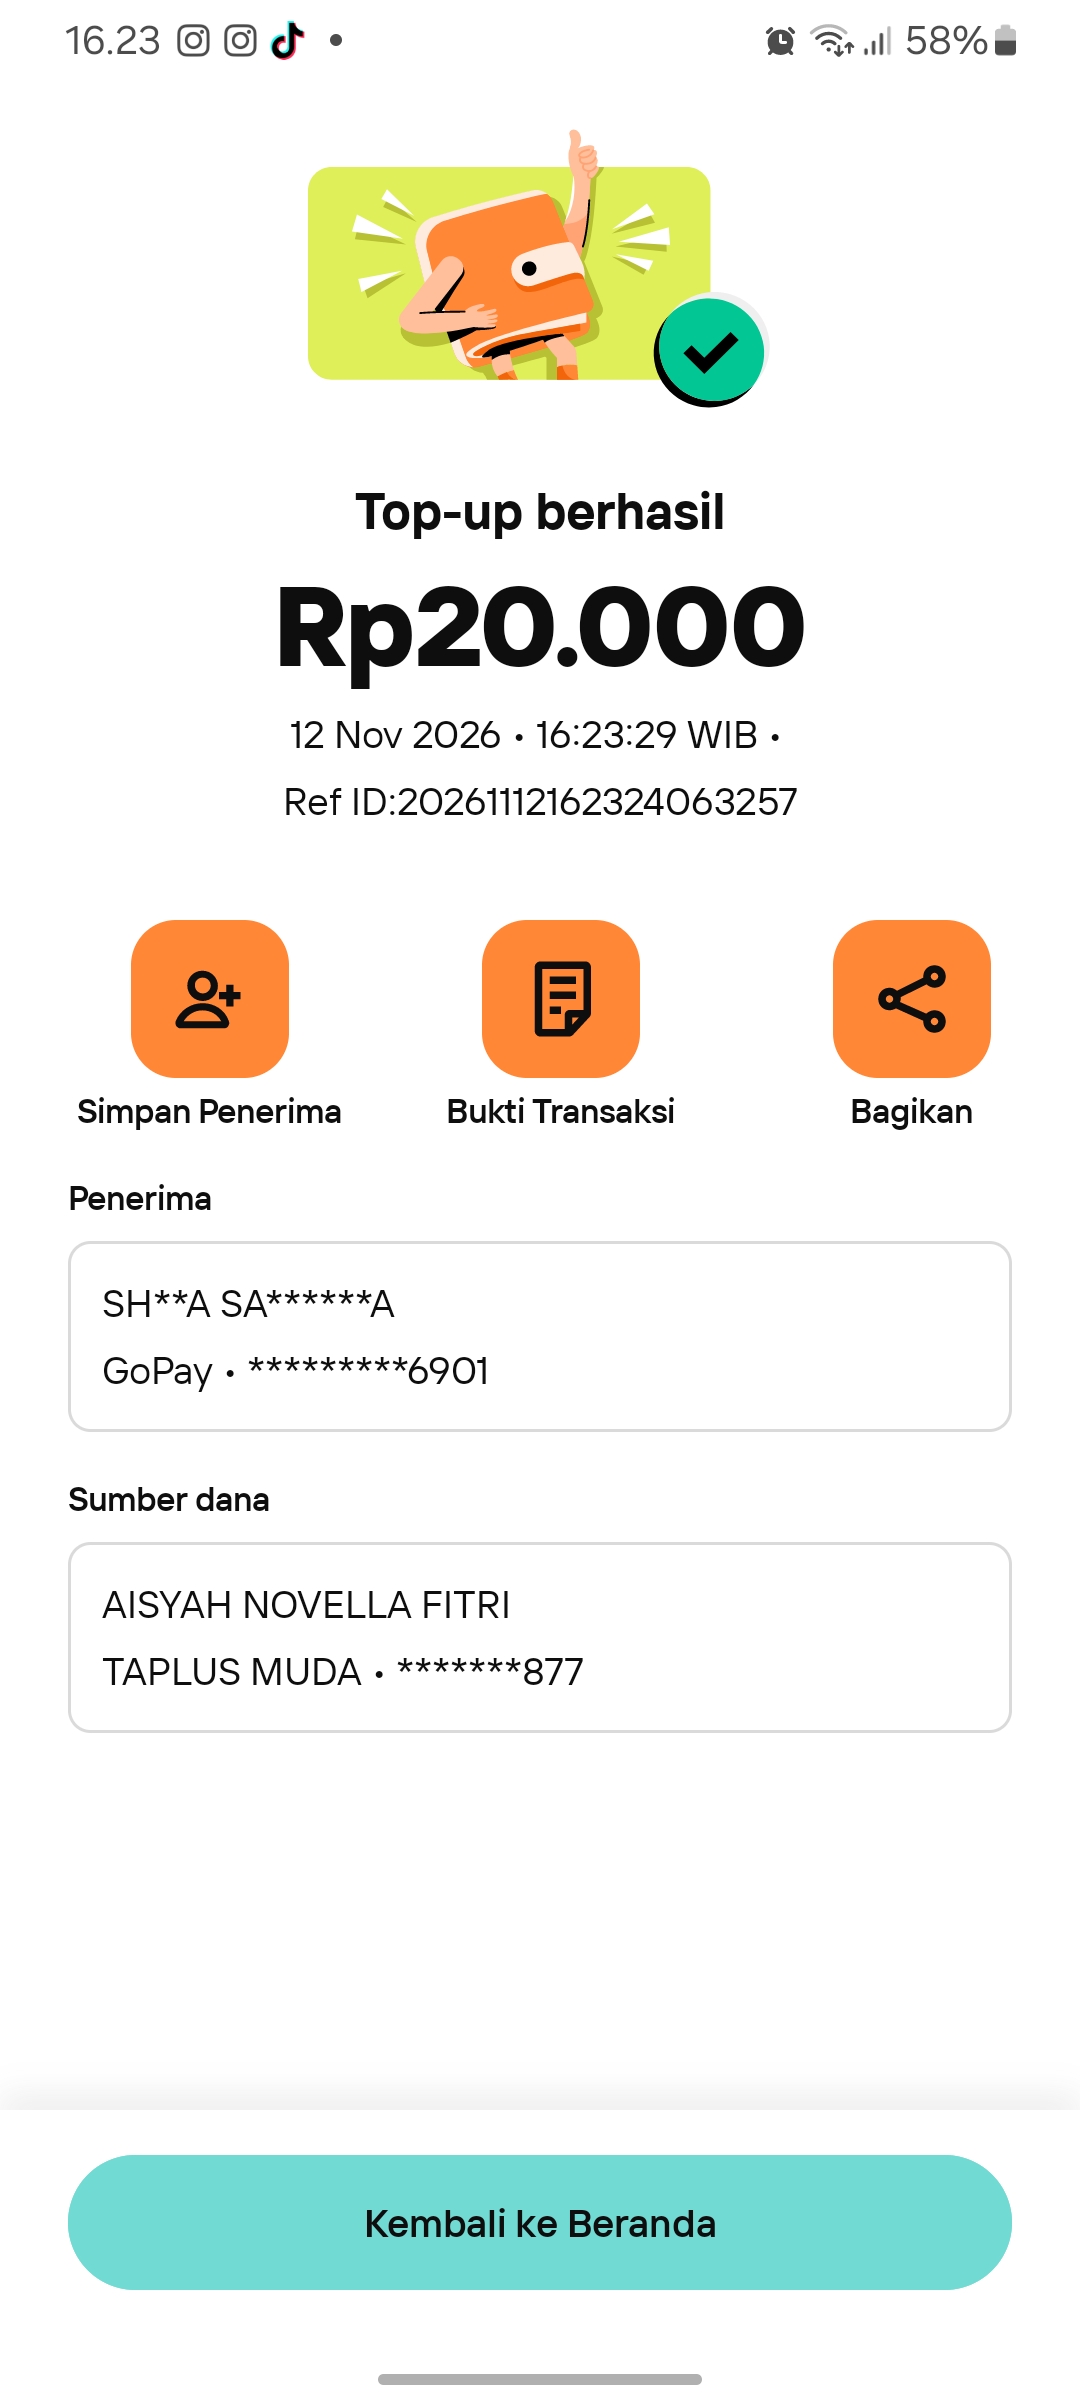 16.23 58%
Top-up berhasil
Rp20.000
12 Nov 2026 • 16:23:29 WIB •
Ref ID:20261112162324063257
Simpan Penerima Bukti Transaksi Bagikan
Penerima
SH**A SA******A
GoPay • *********6901
Sumber dana
AISYAH NOVELLA FITRI
TAPLUS MUDA • *******877
Kembali ke Beranda